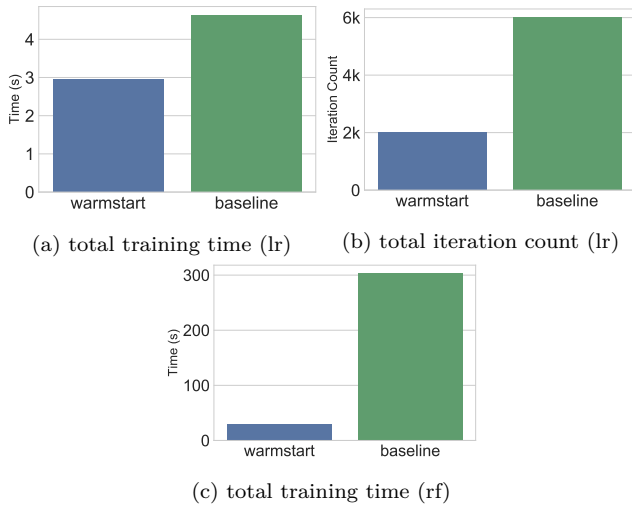 4
3
2
1
0
Time (s)
warmstart baseline
(a) total training time (lr)
6k
4k
2k
0
Iteration Count
warmstart baseline
(b) total iteration count (lr)
300
200
100
0
Time (s)
warmstart baseline
(c) total training time (rf)